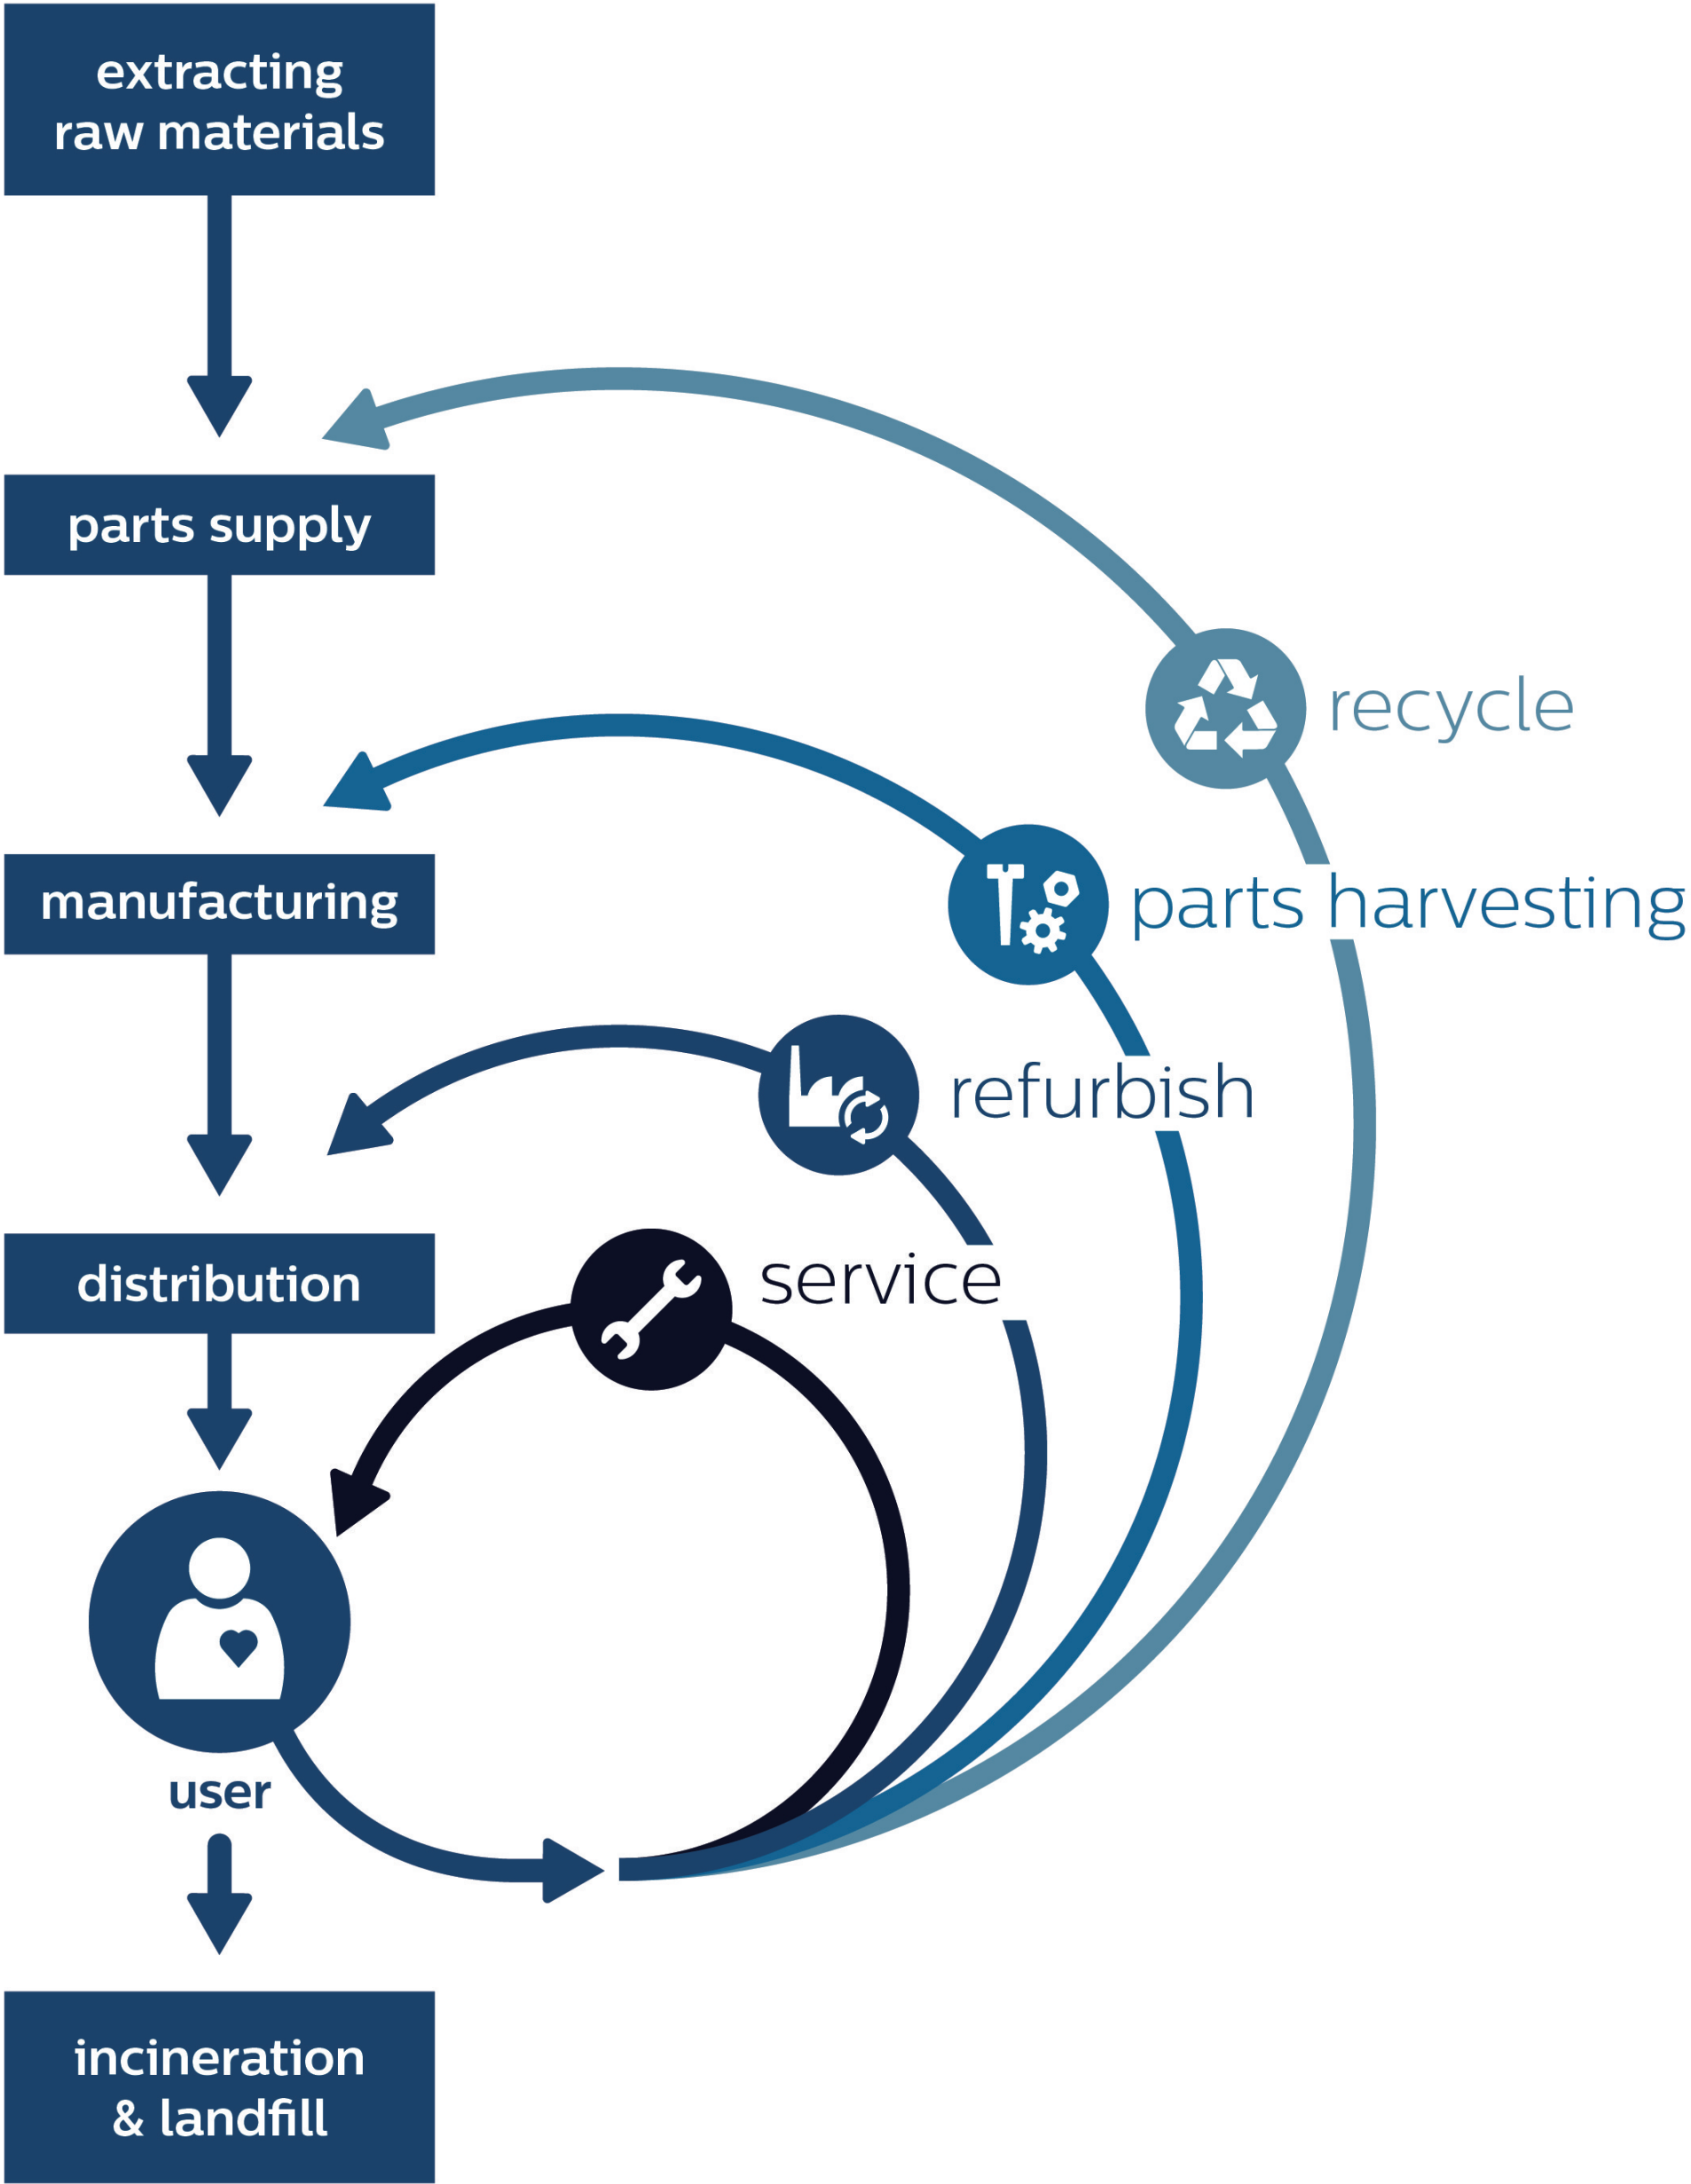 extracting
raw materials
parts supply
recycle
manufacturing
parts harvesting
refurbish
distribution
service
user
incineration
& landfill